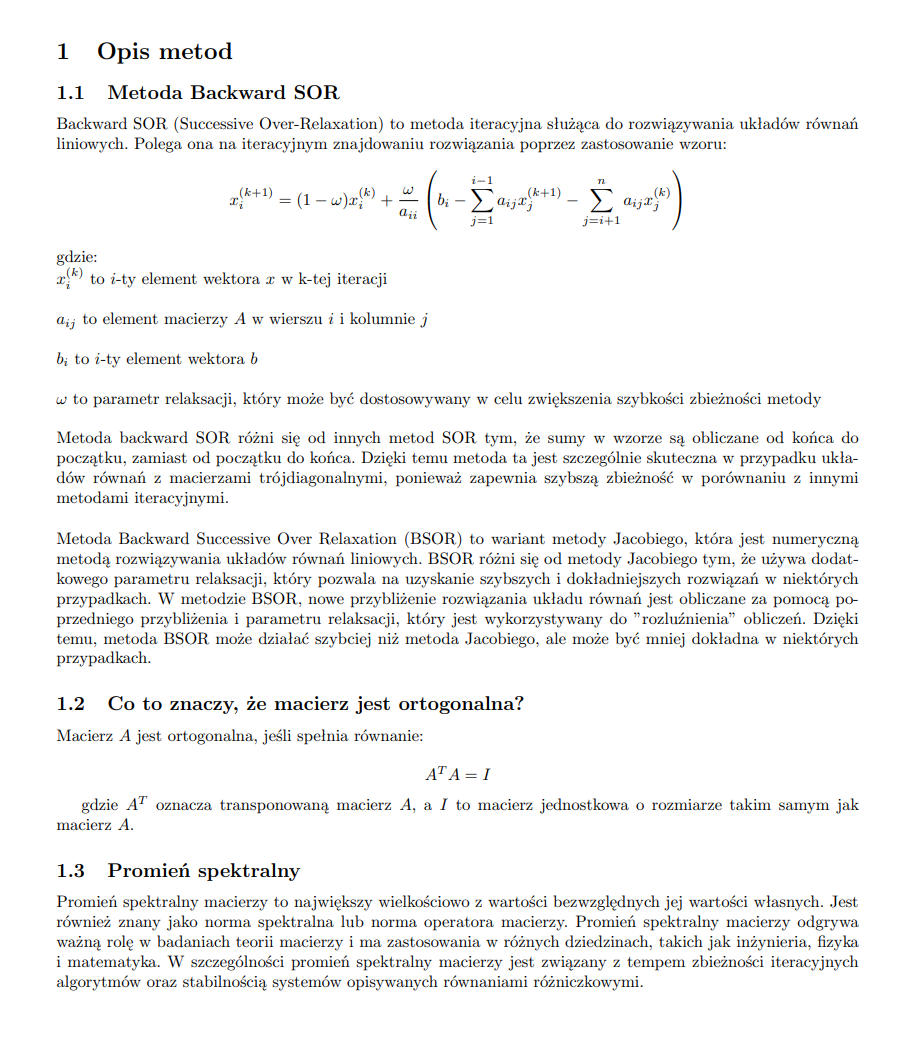 1 Opis metod
1.1 Metoda Backward SOR
Backward SOR (Successive Over-Relaxation) to metoda iteracyjna służąca do rozwiązywania układów równań
liniowych. Polega ona na iteracyjnym znajdowaniu rozwiązania poprzez zastosowanie wzoru:
$$x_i^{(k+1)} = (1-\omega)x_i^{(k)} + \frac{\omega}{a_{ii}} \left( b_i - \sum_{j=1}^{i-1} a_{ij}x_j^{(k+1)} - \sum_{j=i+1}^{n} a_{ij}x_j^{(k)} \right)$$
gdzie:
$x_i^{(k)}$ to $i$-ty element wektora $x$ w k-tej iteracji
$a_{ij}$ to element macierzy $A$ w wierszu $i$ i kolumnie $j$
$b_i$ to $i$-ty element wektora $b$
$\omega$ to parametr relaksacji, który może być dostosowywany w celu zwiększenia szybkości zbieżności metody
Metoda backward SOR różni się od innych metod SOR tym, że sumy w wzorze są obliczane od końca do
początku, zamiast od początku do końca. Dzięki temu metoda ta jest szczególnie skuteczna w przypadku ukła-
dów równań z macierzami trójdiagonalnymi, ponieważ zapewnia szybszą zbieżność w porównaniu z innymi
metodami iteracyjnymi.
Metoda Backward Successive Over Relaxation (BSOR) to wariant metody Jacobiego, która jest numeryczną
metodą rozwiązywania układów równań liniowych. BSOR różni się od metody Jacobiego tym, że używa dodat-
kowego parametru relaksacji, który pozwala na uzyskanie szybszych i dokładniejszych rozwiązań w niektórych
przypadkach. W metodzie BSOR, nowe przybliżenie rozwiązania układu równań jest obliczane za pomocą po-
przedniego przybliżenia i parametru relaksacji, który jest wykorzystywany do ”rozluźnienia” obliczeń. Dzięki
temu, metoda BSOR może działać szybciej niż metoda Jacobiego, ale może być mniej dokładna w niektórych
przypadkach.
1.2 Co to znaczy, że macierz jest ortogonalna?
Macierz $A$ jest ortogonalna, jeśli spełnia równanie:
$$A^T A = I$$
gdzie $A^T$ oznacza transponowaną macierz $A$, a $I$ to macierz jednostkowa o rozmiarze takim samym jak
macierz $A$.
1.3 Promień spektralny
Promień spektralny macierzy to największy wielkościowo z wartości bezwzględnych jej wartości własnych. Jest
również znany jako norma spektralna lub norma operatora macierzy. Promień spektralny macierzy odgrywa
ważną rolę w badaniach teorii macierzy i ma zastosowania w różnych dziedzinach, takich jak inżynieria, fizyka
i matematyka. W szczególności promień spektralny macierzy jest związany z tempem zbieżności iteracyjnych
algorytmów oraz stabilnością systemów opisywanych równaniami różniczkowymi.